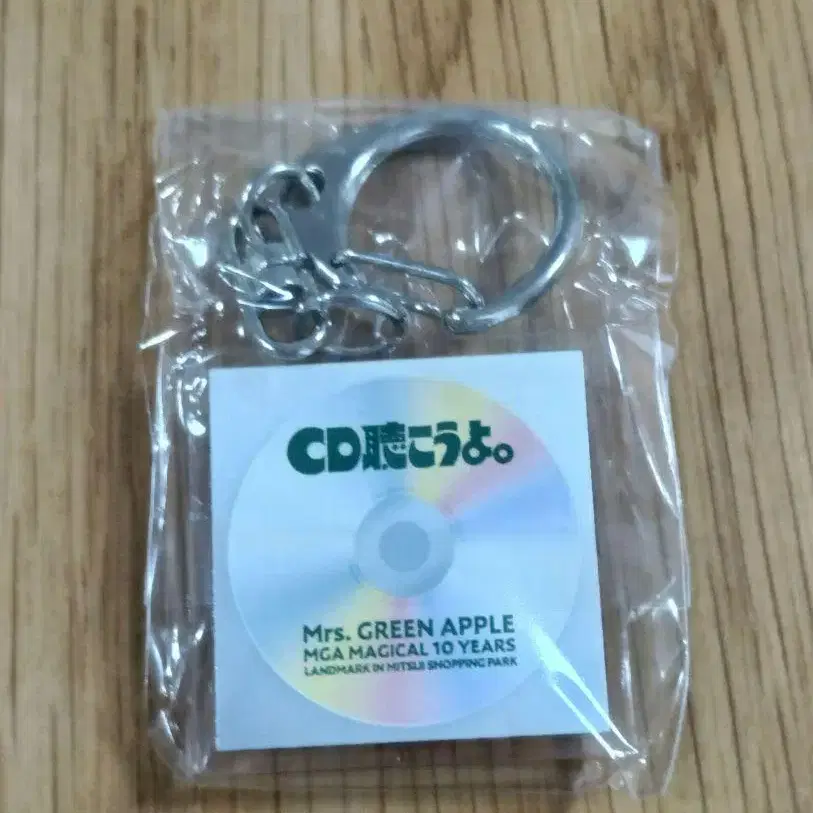 CD聴こうよ。
Mrs. GREEN APPLE
MGA MAGICAL 10 YEARS
LANDMARK IN MITSUI SHOPPING PARK